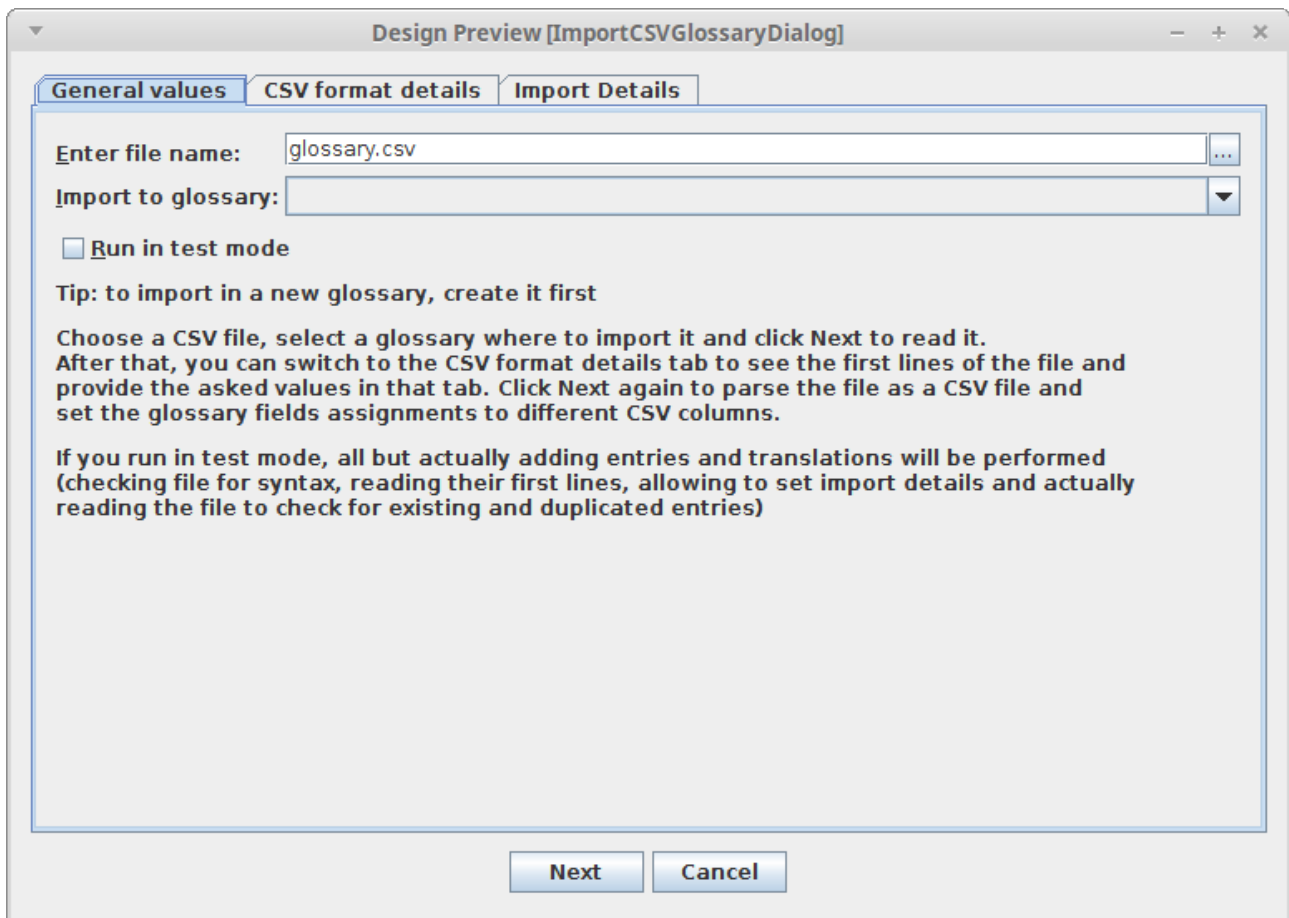 Design Preview [ImportCSVGlossaryDialog]
General values CSV format details Import Details
Enter file name: glossary.csv ...
Import to glossary:
Run in test mode
Tip: to import in a new glossary, create it first
Choose a CSV file, select a glossary where to import it and click Next to read it.
After that, you can switch to the CSV format details tab to see the first lines of the file and
provide the asked values in that tab. Click Next again to parse the file as a CSV file and
set the glossary fields assignments to different CSV columns.
If you run in test mode, all but actually adding entries and translations will be performed
(checking file for syntax, reading their first lines, allowing to set import details and actually
reading the file to check for existing and duplicated entries)
Next Cancel